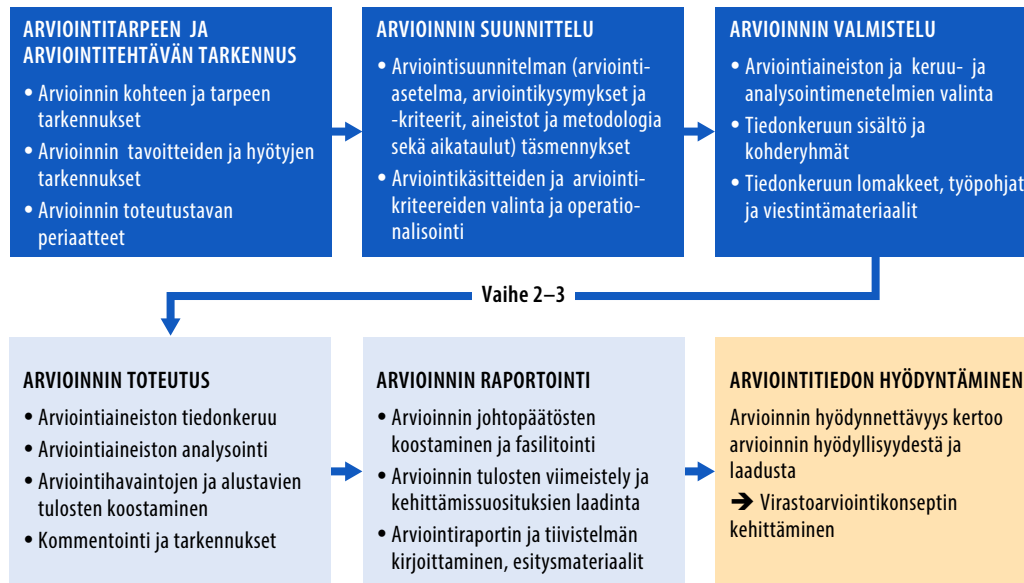 ARVIOINTITARPEEN JA
ARVIOINTITEHTÄVÄN TARKENNUS
• Arvioinnin kohteen ja tarpeen
tarkennukset
• Arvioinnin tavoitteiden ja hyötyjen
tarkennukset
• Arvioinnin toteutustavan
periaatteet
ARVIOINNIN SUUNNITTELU
• Arviointisuunnitelman (arviointi-
asetelma, arviointikysymykset ja
-kriteerit, aineistot ja metodologia
sekä aikataulut) täsmennykset
• Arviointikäsitteiden ja arviointi-
kriteereiden valinta ja operatio-
nalisointi
ARVIOINNIN VALMISTELU
• Arviointiaineiston ja keruu- ja
analysointimenetelmien valinta
• Tiedonkeruun sisältö ja
kohderyhmät
• Tiedonkeruun lomakkeet, työpohjat
ja viestintämateriaalit
Vaihe 2–3
ARVIOINNIN TOTEUTUS
• Arviointiaineiston tiedonkeruu
• Arviointiaineiston analysointi
• Arviointihavaintojen ja alustavien
tulosten koostaminen
• Kommentointi ja tarkennukset
ARVIOINNIN RAPORTOINTI
• Arvioinnin johtopäätösten
koostaminen ja fasilitointi
• Arvioinnin tulosten viimeistely ja
kehittämissuosituksien laadinta
• Arviointiraportin ja tiivistelmän
kirjoittaminen, esitysmateriaalit
ARVIOINTITIEDON HYÖDYNTÄMINEN
Arvioinnin hyödynnettävyys kertoo
arvioinnin hyödyllisyydestä ja
laadusta
➔ Virastoarviointikonseptin
kehittäminen